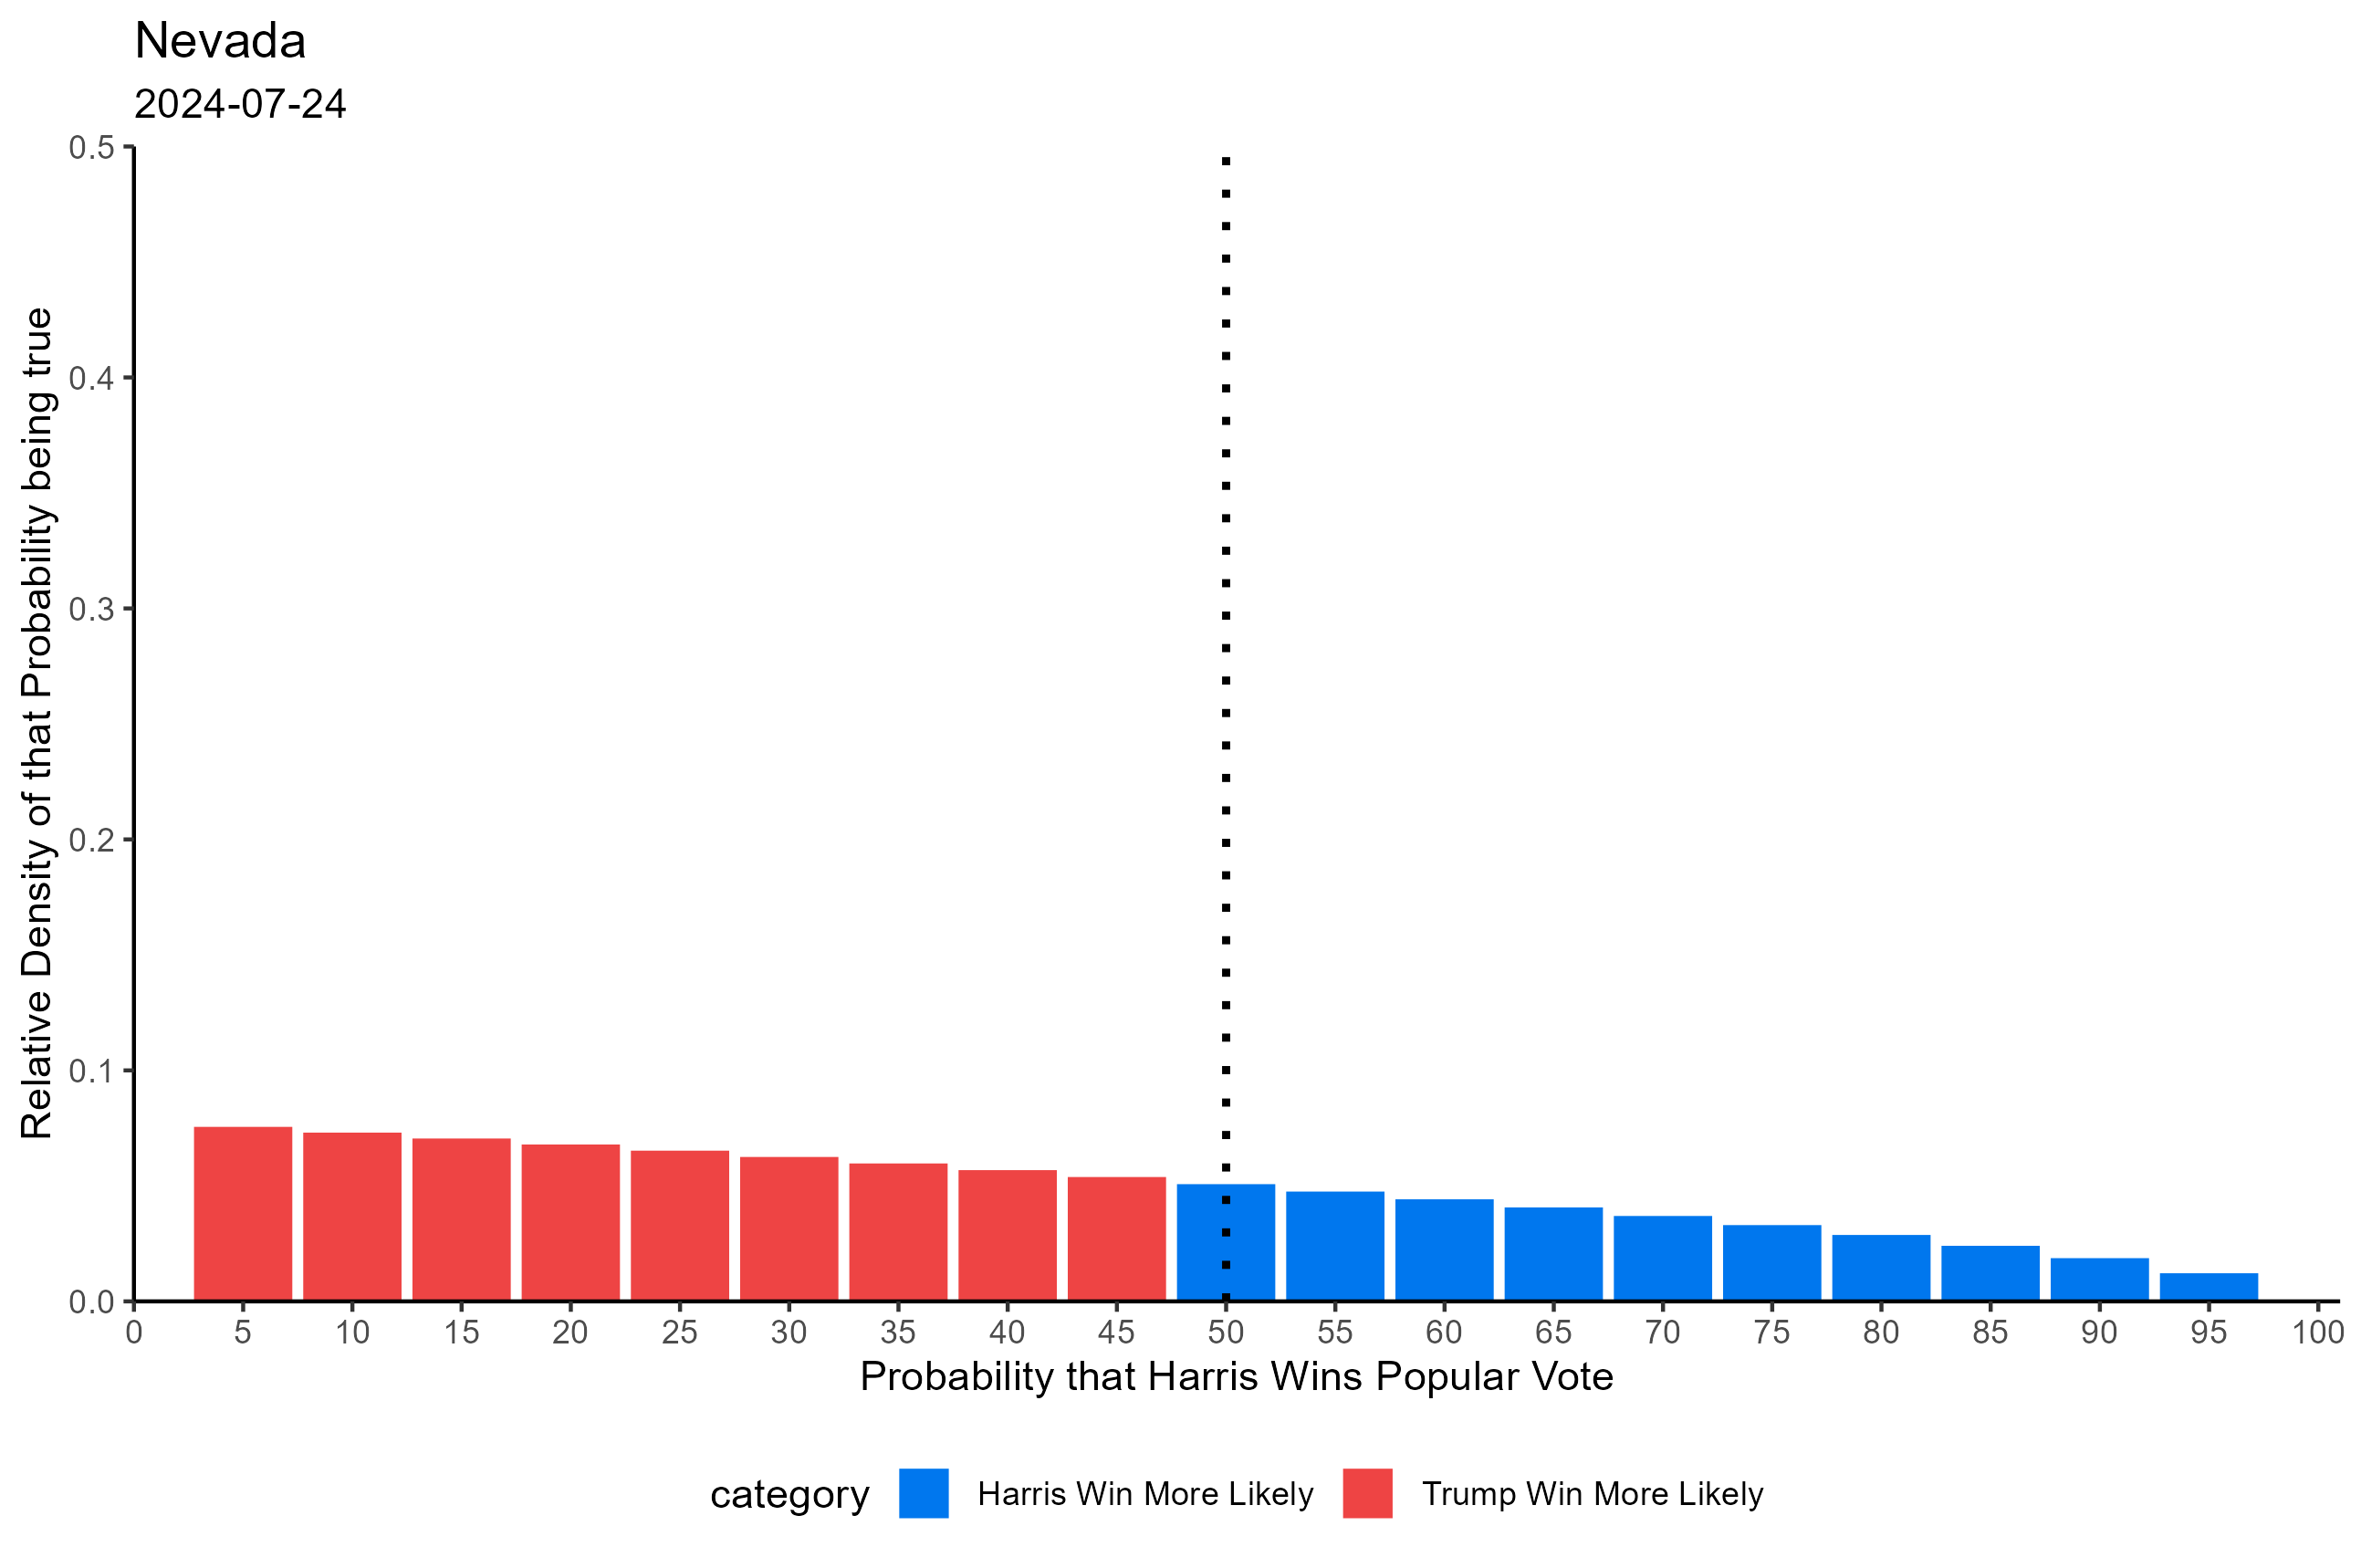 Nevada
2024-07-24
Relative Density of that Probability being true
0.5
0.4
0.3
0.2
0.1
0.0
0 5 10 15 20 25 30 35 40 45 50 55 60 65 70 75 80 85 90 95 100
Probability that Harris Wins Popular Vote
category Harris Win More Likely Trump Win More Likely